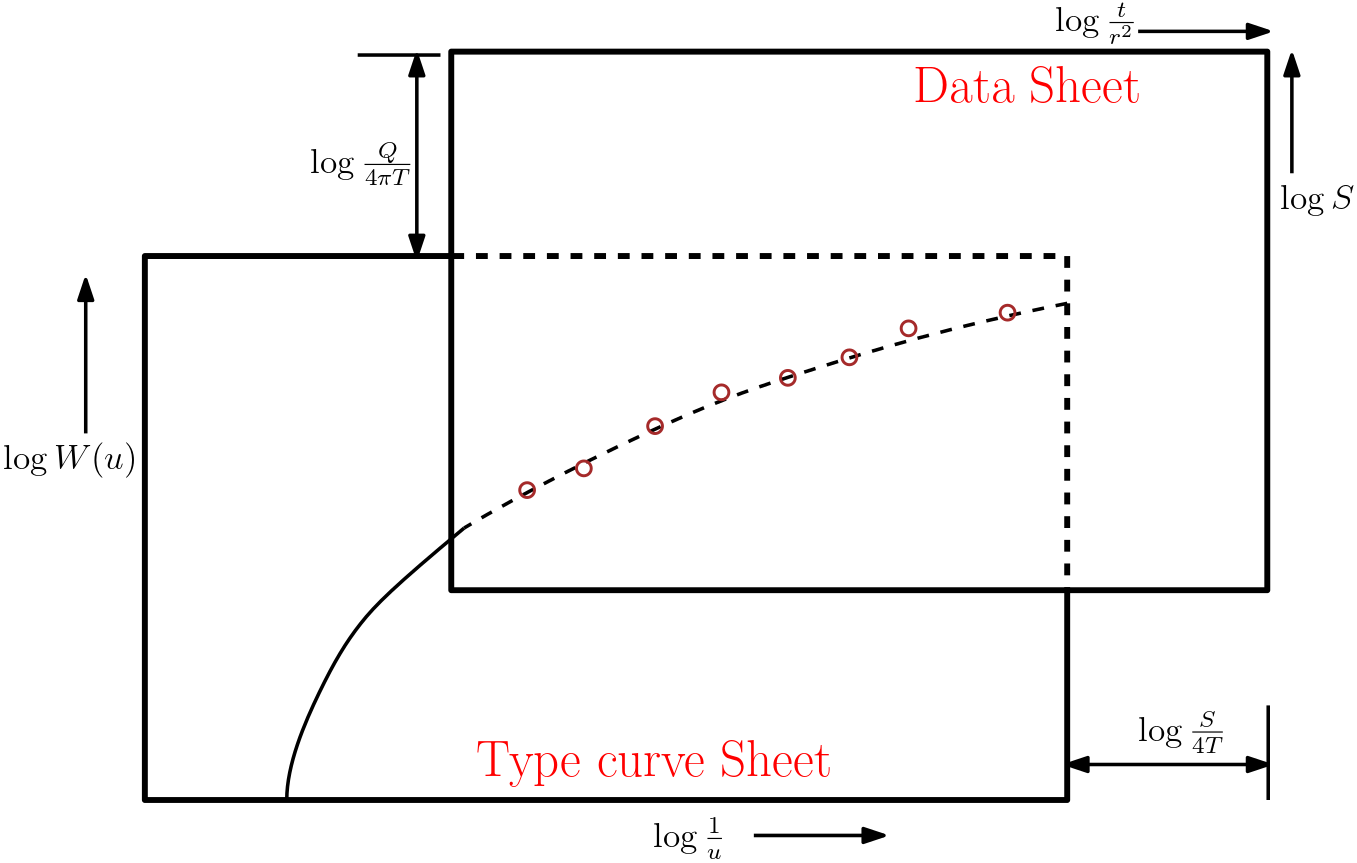 log t/r²
Data Sheet
log Q/4πT
log S
log W(u)
log S/4T
Type curve Sheet
log 1/u